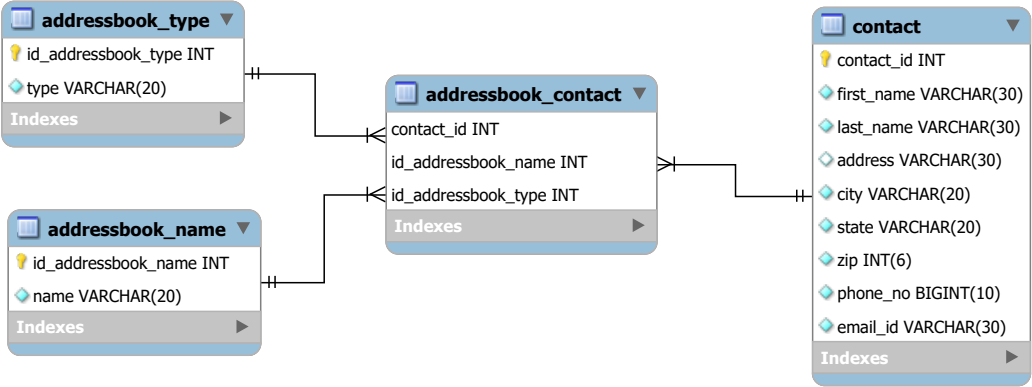 addressbook_type
id_addressbook_type INT
type VARCHAR(20)
Indexes
addressbook_name
id_addressbook_name INT
name VARCHAR(20)
Indexes
addressbook_contact
contact_id INT
id_addressbook_name INT
id_addressbook_type INT
Indexes
contact
contact_id INT
first_name VARCHAR(30)
last_name VARCHAR(30)
address VARCHAR(30)
city VARCHAR(20)
state VARCHAR(20)
zip INT(6)
phone_no BIGINT(10)
email_id VARCHAR(30)
Indexes